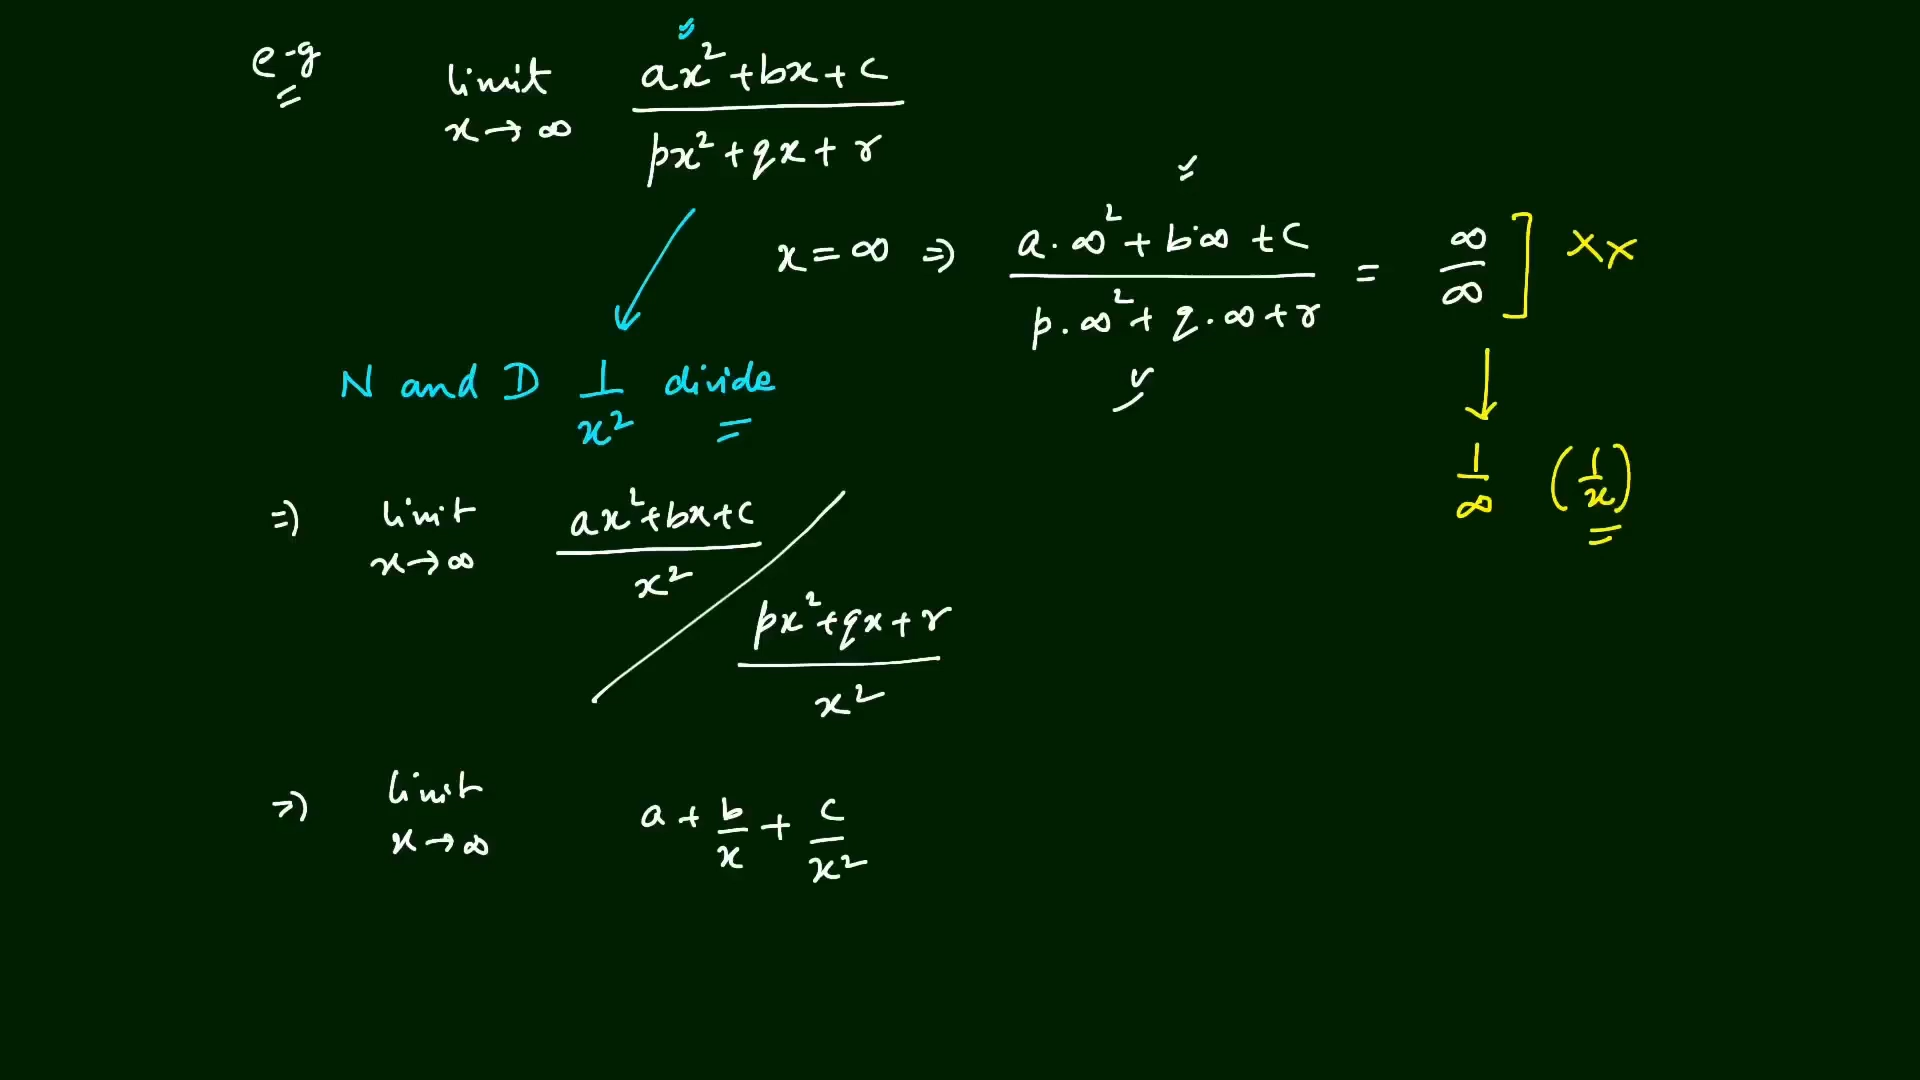 e-g limit x→∞ (ax²+bx+c)/(px²+qx+r)
x = ∞ ⇒ (a.∞²+b.∞+c)/(p.∞²+q.∞+r) = ∞/∞ ] ××
N and D 1/x² divide
↓
1/∞ (1/x)
⇒ limit x→∞ (ax²+bx+c)/x² / (px²+qx+r)/x²
⇒ limit x→∞ a + b/x + c/x²